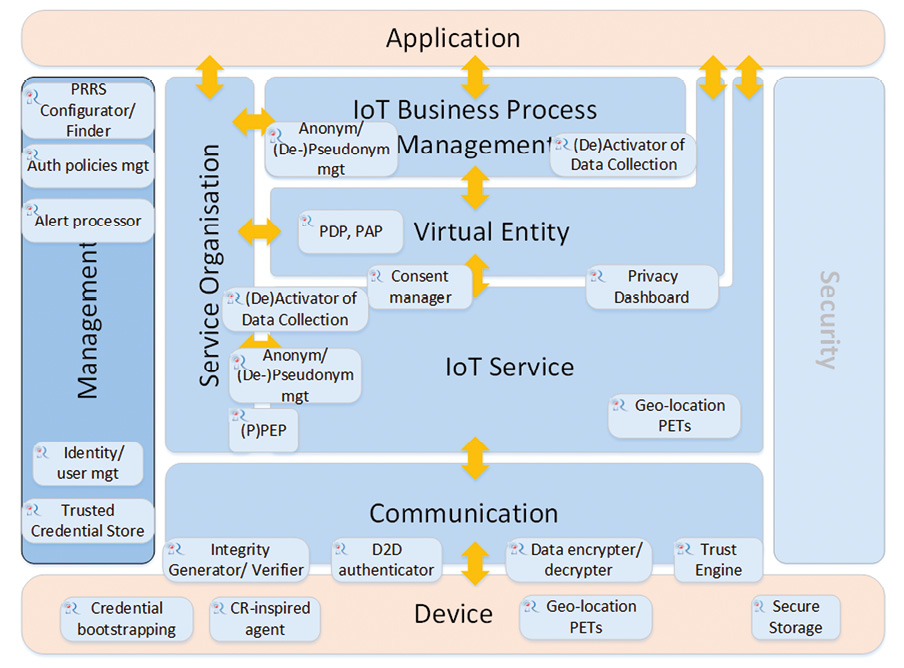 Application
PRRS
Configurator/
Finder
Auth policies mgt
Alert processor
Management
Identity/
user mgt
Trusted
Credential Store
Service Organisation
IoT Business Process
Management
Anonym/
(De-)Pseudonym
mgt
(De)Activator of
Data Collection
PDP, PAP
Virtual Entity
Consent
manager
Privacy
Dashboard
(De)Activator of
Data Collection
Anonym/
(De-)Pseudonym
mgt
(P)PEP
IoT Service
Geo-location
PETs
Security
Communication
Integrity
Generator/ Verifier
D2D
authenticator
Data encrypter/
decrypter
Trust
Engine
Device
Credential
bootstrapping
CR-inspired
agent
Geo-location
PETs
Secure
Storage